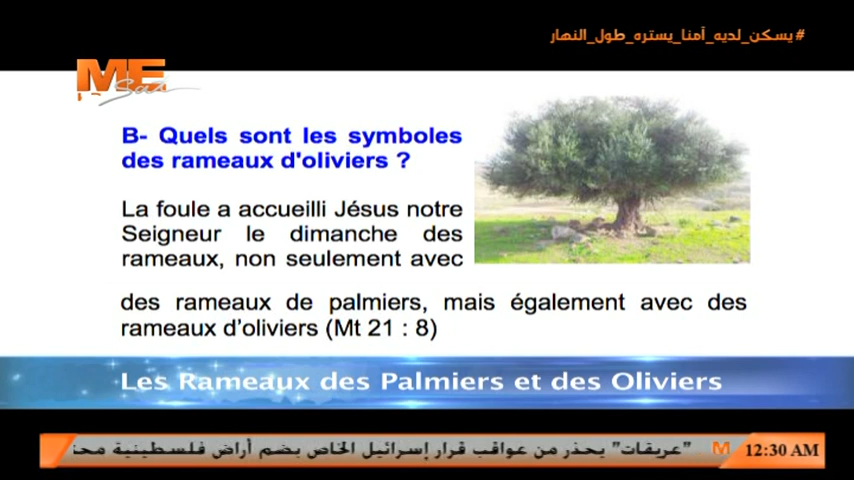 #يسكن_لديه_آمنا_يستره_طول_النهار
ME
Sat
B- Quels sont les symboles
des rameaux d'oliviers ?
La foule a accueilli Jésus notre
Seigneur le dimanche des
rameaux, non seulement avec
des rameaux de palmiers, mais également avec des
rameaux d'oliviers (Mt 21 : 8)
Les Rameaux des Palmiers et des Oliviers
"عريقات" يحذر من عواقب قرار إسرائيل الخاص بضم أراض فلسطينية
12:30 AM